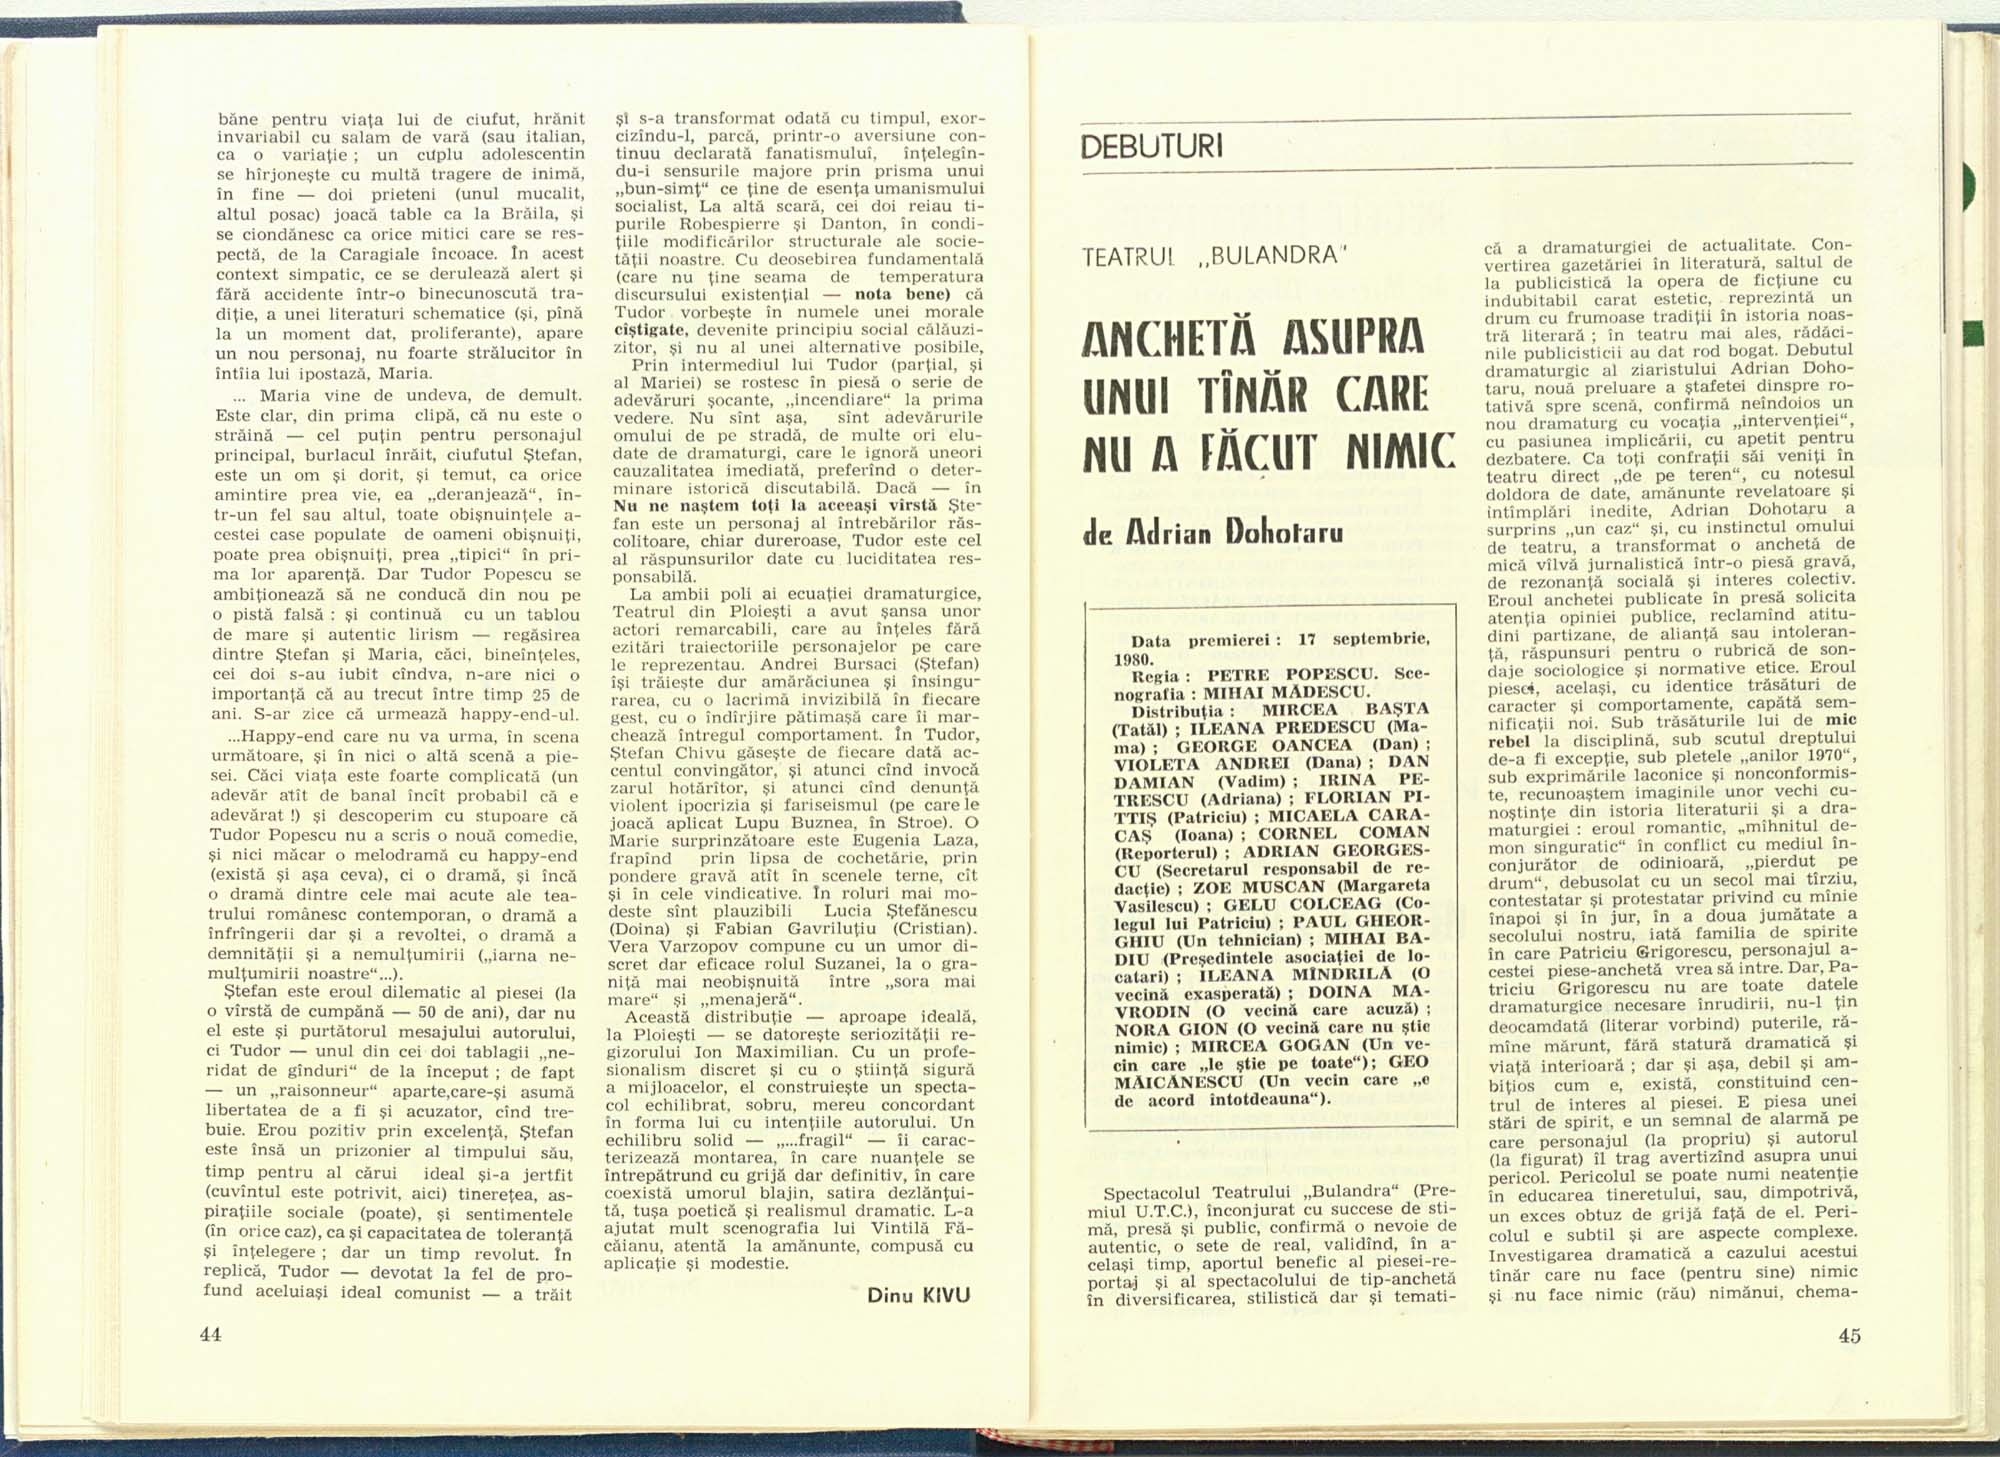 băne pentru viața lui de ciufut, hrănit
invariabil cu salam de vară (sau italian,
ca o variație ; un cuplu adolescentin
se hîrjonește cu multă tragere de inimă,
în fine — doi prieteni (unul mucalit,
altul posac) joacă table ca la Brăila, și
se ciondănesc ca orice mitici care se res-
pectă, de la Caragiale încoace. În acest
context simpatic, ce se derulează alert și
fără accidente într-o binecunoscută tra-
diție, a unei literaturi schematice (și, pînă
la un moment dat, proliferante), apare
un nou personaj, nu foarte strălucitor în
întîia lui ipostază, Maria.
... Maria vine de undeva, de demult.
Este clar, din prima clipă, că nu este o
străină — cel puțin pentru personajul
principal, burlacul înrăit, ciufutul Ștefan,
este un om și dorit, și temut, ca orice
amintire prea vie, ea „deranjează“, în-
tr-un fel sau altul, toate obișnuințele a-
cestei case populate de oameni obișnuiți,
poate prea obișnuiți, prea „tipici“ în pri-
ma lor aparență. Dar Tudor Popescu se
ambiționează să ne conducă din nou pe
o pistă falsă : și continuă cu un tablou
de mare și autentic lirism — regăsirea
dintre Ștefan și Maria, căci, bineînțeles,
cei doi s-au iubit cîndva, n-are nici o
importanță că au trecut între timp 25 de
ani. S-ar zice că urmează happy-end-ul.
...Happy-end care nu va urma, în scena
următoare, și în nici o altă scenă a pie-
sei. Căci viața este foarte complicată (un
adevăr atît de banal încît probabil că e
adevărat !) și descoperim cu stupoare că
Tudor Popescu nu a scris o nouă comedie,
și nici măcar o melodramă cu happy-end
(există și așa ceva), ci o dramă, și încă
o dramă dintre cele mai acute ale tea-
trului românesc contemporan, o dramă a
înfrîngerii dar și a revoltei, o dramă a
demnității și a nemulțumirii („iarna ne-
mulțumirii noastre“...).
Ștefan este eroul dilematic al piesei (la
o vîrstă de cumpănă — 50 de ani), dar nu
el este și purtătorul mesajului autorului,
ci Tudor — unul din cei doi tablagii „ne-
ridat de gînduri“ de la început ; de fapt
— un „raisonneur“ aparte,care-și asumă
libertatea de a fi și acuzator, cînd tre-
buie. Erou pozitiv prin excelență, Ștefan
este însă un prizonier al timpului său,
timp pentru al cărui ideal și-a jertfit
(cuvîntul este potrivit, aici) tinerețea, as-
pirațiile sociale (poate), și sentimentele
(în orice caz), ca și capacitatea de toleranță
și înțelegere ; dar un timp revolut. În
replică, Tudor — devotat la fel de pro-
fund aceluiași ideal comunist — a trăit
44
și s-a transformat odată cu timpul, exor-
cizîndu-l, parcă, printr-o aversiune con-
tinuu declarată fanatismului, înțelegîn-
du-i sensurile majore prin prisma unui
„bun-simț“ ce ține de esența umanismului
socialist, La altă scară, cei doi reiau ti-
purile Robespierre și Danton, în condi-
țiile modificărilor structurale ale socie-
tății noastre. Cu deosebirea fundamentală
(care nu ține seama de temperatura
discursului existențial — nota bene) că
Tudor vorbește în numele unei morale
cîștigate, devenite principiu social călăuzi-
zitor, și nu al unei alternative posibile,
Prin intermediul lui Tudor (parțial, și
al Mariei) se rostesc în piesă o serie de
adevăruri șocante, „incendiare“ la prima
vedere. Nu sînt așa, sînt adevărurile
omului de pe stradă, de multe ori elu-
date de dramaturgi, care le ignoră uneori
cauzalitatea imediată, preferînd o deter-
minare istorică discutabilă. Dacă — în
Nu ne naștem toți la aceeași vîrstă Ște-
fan este un personaj al întrebărilor răs-
colitoare, chiar dureroase, Tudor este cel
al răspunsurilor date cu luciditatea res-
ponsabilă.
La ambii poli ai ecuației dramaturgice,
Teatrul din Ploiești a avut șansa unor
actori remarcabili, care au înțeles fără
ezitări traiectoriile personajelor pe care
le reprezentau. Andrei Bursaci (Ștefan)
își trăiește dur amărăciunea și însingu-
rarea, cu o lacrimă invizibilă în fiecare
gest, cu o îndîrjire pătimașă care îi mar-
chează întregul comportament. În Tudor,
Ștefan Chivu găsește de fiecare dată ac-
centul convingător, și atunci cînd invocă
zarul hotărîtor, și atunci cînd denunță
violent ipocrizia și fariseismul (pe care le
joacă aplicat Lupu Buznea, în Stroe). O
Marie surprinzătoare este Eugenia Laza,
frapînd prin lipsa de cochetărie, prin
pondere gravă atît în scenele terne, cît
și în cele vindicative. În roluri mai mo-
deste sînt plauzibili Lucia Ștefănescu
(Doina) și Fabian Gavriluțiu (Cristian).
Vera Varzopov compune cu un umor di-
scret dar eficace rolul Suzanei, la o gra-
niță mai neobișnuită între „sora mai
mare“ și „menajeră“.
Această distribuție — aproape ideală,
la Ploiești — se datorește seriozității re-
gizorului Ion Maximilian. Cu un profe-
sionalism discret și cu o știință sigură
a mijloacelor, el construiește un specta-
col echilibrat, sobru, mereu concordant
în forma lui cu intențiile autorului. Un
echilibru solid — „...fragil“ — îi carac-
terizează montarea, în care nuanțele se
întrepătrund cu grijă dar definitiv, în care
coexistă umorul blajin, satira dezlănțui-
tă, tușa poetică și realismul dramatic. L-a
ajutat mult scenografia lui Vintilă Fă-
căianu, atentă la amănunte, compusă cu
aplicație și modestie.
Dinu KIVU
DEBUTURI
TEATRUL „BULANDRA“
ANCHETĂ ASUPRA
UNUI TÎNĂR CARE
NU A FĂCUT NIMIC
de Adrian Dohotaru
Data premierei : 17 septembrie,
1980.
Regia : PETRE POPESCU. Sce-
nografia : MIHAI MĂDESCU.
Distribuția : MIRCEA BAȘTA
(Tatăl) ; ILEANA PREDESCU (Ma-
ma) ; GEORGE OANCEA (Dan) ;
VIOLETA ANDREI (Dana) ; DAN
DAMIAN (Vadim) ; IRINA PE-
TRESCU (Adriana) ; FLORIAN PI-
TTIȘ (Patriciu) ; MICAELA CARA-
CAȘ (Ioana) ; CORNEL COMAN
(Reporterul) ; ADRIAN GEORGES-
CU (Secretarul responsabil de re-
dacție) ; ZOE MUSCAN (Margareta
Vasilescu) ; GELU COLCEAG (Co-
legul lui Patriciu) ; PAUL GHEOR-
GHIU (Un tehnician) ; MIHAI BA-
DIU (Președintele asociației de lo-
catari) ; ILEANA MÎNDRILĂ (O
vecină exasperată) ; DOINA MA-
VRODIN (O vecină care acuză) ;
NORA GION (O vecină care nu știe
nimic) ; MIRCEA GOGAN (Un ve-
cin care „le știe pe toate“); GEO
MĂICĂNESCU (Un vecin care „e
de acord întotdeauna“).
Spectacolul Teatrului „Bulandra“ (Pre-
miul U.T.C.), înconjurat cu succese de sti-
mă, presă și public, confirmă o nevoie de
autentic, o sete de real, validînd, în a-
celași timp, aportul benefic al piesei-re-
portaj și al spectacolului de tip-anchetă
în diversificarea, stilistică dar și temati-
că a dramaturgiei de actualitate. Con-
vertirea gazetăriei în literatură, saltul de
la publicistică la opera de ficțiune cu
indubitabil carat estetic, reprezintă un
drum cu frumoase tradiții în istoria noas-
tră literară ; în teatru mai ales, rădăci-
nile publicisticii au dat rod bogat. Debutul
dramaturgic al ziaristului Adrian Doho-
taru, nouă preluare a ștafetei dinspre ro-
tativă spre scenă, confirmă neîndoios un
nou dramaturg cu vocația „intervenției“,
cu pasiunea implicării, cu apetit pentru
dezbatere. Ca toți confrații săi veniți în
teatru direct „de pe teren“, cu notesul
doldora de date, amănunte revelatoare și
întîmplări inedite, Adrian Dohotaru a
surprins „un caz“ și, cu instinctul omului
de teatru, a transformat o anchetă de
mică vîlvă jurnalistică într-o piesă gravă,
de rezonanță socială și interes colectiv.
Eroul anchetei publicate în presă solicita
atenția opiniei publice, reclamînd atitu-
dini partizane, de alianță sau intoleran-
ță, răspunsuri pentru o rubrică de son-
daje sociologice și normative etice. Eroul
piesei, același, cu identice trăsături de
caracter și comportamente, capătă sem-
nificații noi. Sub trăsăturile lui de mic
rebel la disciplină, sub scutul dreptului
de-a fi excepție, sub pletele „anilor 1970“,
sub exprimările laconice și nonconformis-
te, recunoaștem imaginile unor vechi cu-
noștințe din istoria literaturii și a dra-
maturgiei : eroul romantic, „mîhnitul de-
mon singuratic“ în conflict cu mediul în-
conjurător de odinioară, „pierdut pe
drum“, debusolat cu un secol mai tîrziu,
contestatar și protestatar privind cu mînie
înapoi și în jur, în a doua jumătate a
secolului nostru, iată familia de spirite
în care Patriciu Grigorescu, personajul a-
cestei piese-anchetă vrea să intre. Dar, Pa-
triciu Grigorescu nu are toate datele
dramaturgice necesare înrudirii, nu-l țin
deocamdată (literar vorbind) puterile, ră-
mîne mărunt, fără statură dramatică și
viață interioară ; dar și așa, debil și am-
bițios cum e, există, constituind cen-
trul de interes al piesei. E piesa unei
stări de spirit, e un semnal de alarmă pe
care personajul (la propriu) și autorul
(la figurat) îl trag avertizînd asupra unui
pericol. Pericolul se poate numi neatenție
în educarea tineretului, sau, dimpotrivă,
un exces obtuz de grijă față de el. Peri-
colul e subtil și are aspecte complexe.
Investigarea dramatică a cazului acestui
tînăr care nu face (pentru sine) nimic
și nu face nimic (rău) nimănui, chema-
45